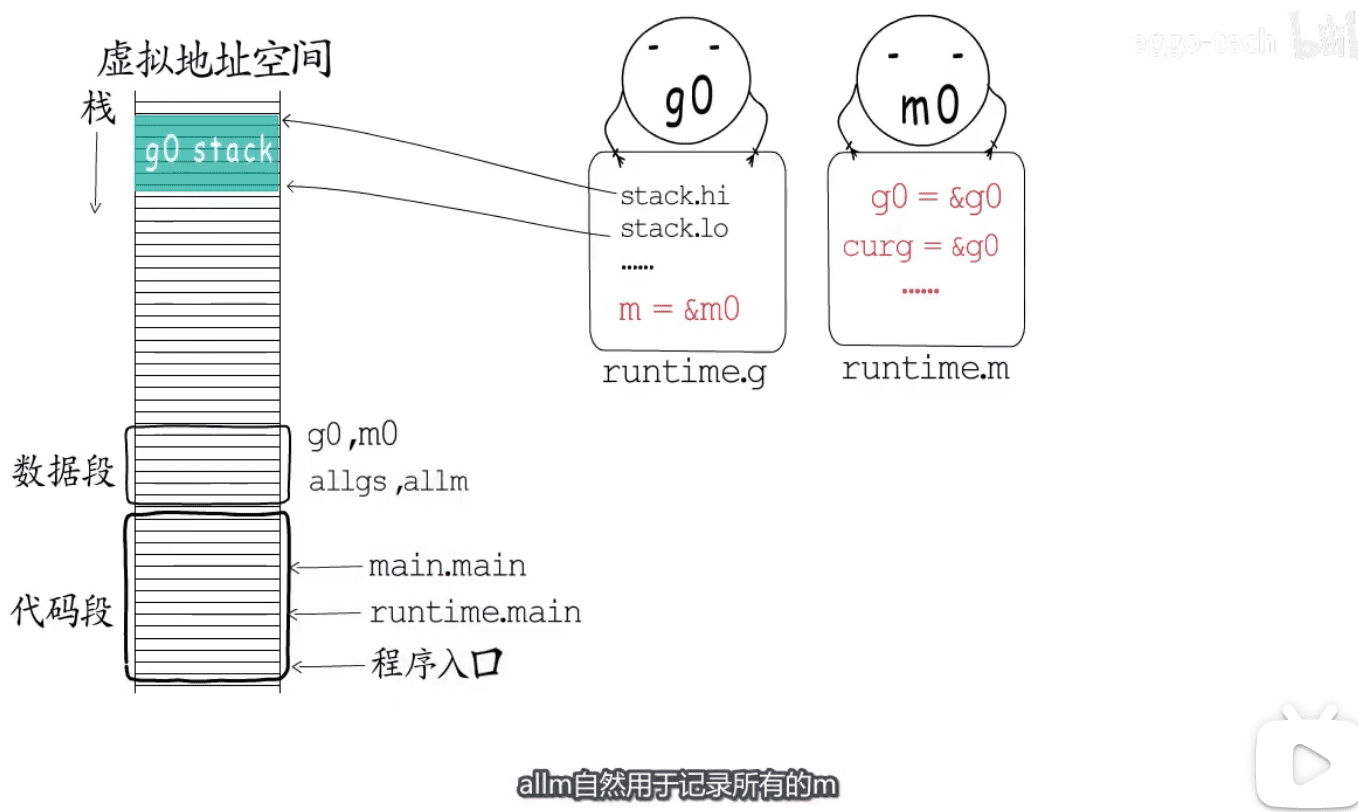 eggo-tech bilibili
虚拟地址空间
栈
g0 stack
g0
m0
stack.hi
stack.lo
......
m = &m0
runtime.g
g0 = &g0
curg = &g0
......
runtime.m
数据段
g0,m0
allgs,allm
代码段
main.main
runtime.main
程序入口
allm自然用于记录所有的m